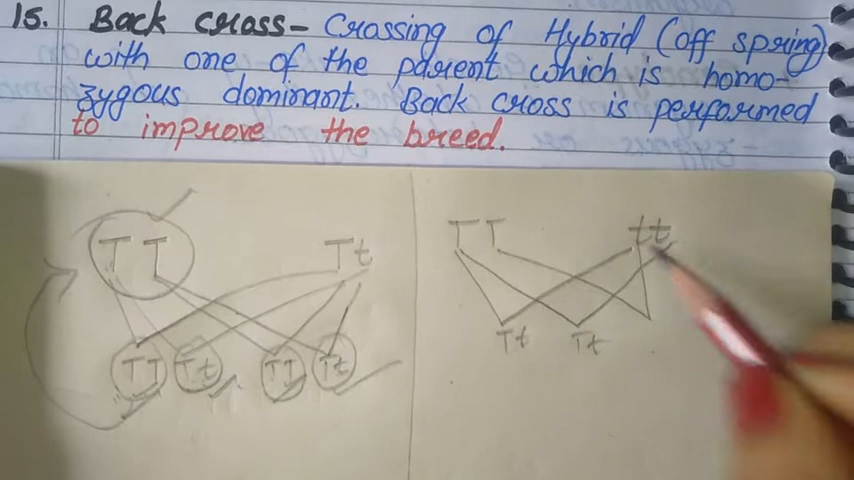 15. Back cross - Crossing of Hybrid (off spring)
with one of the parent which is homo-
zygous dominant. Back cross is performed
to improve the breed.
TT Tt
TT Tt TT Tt
TT tt
Tt Tt